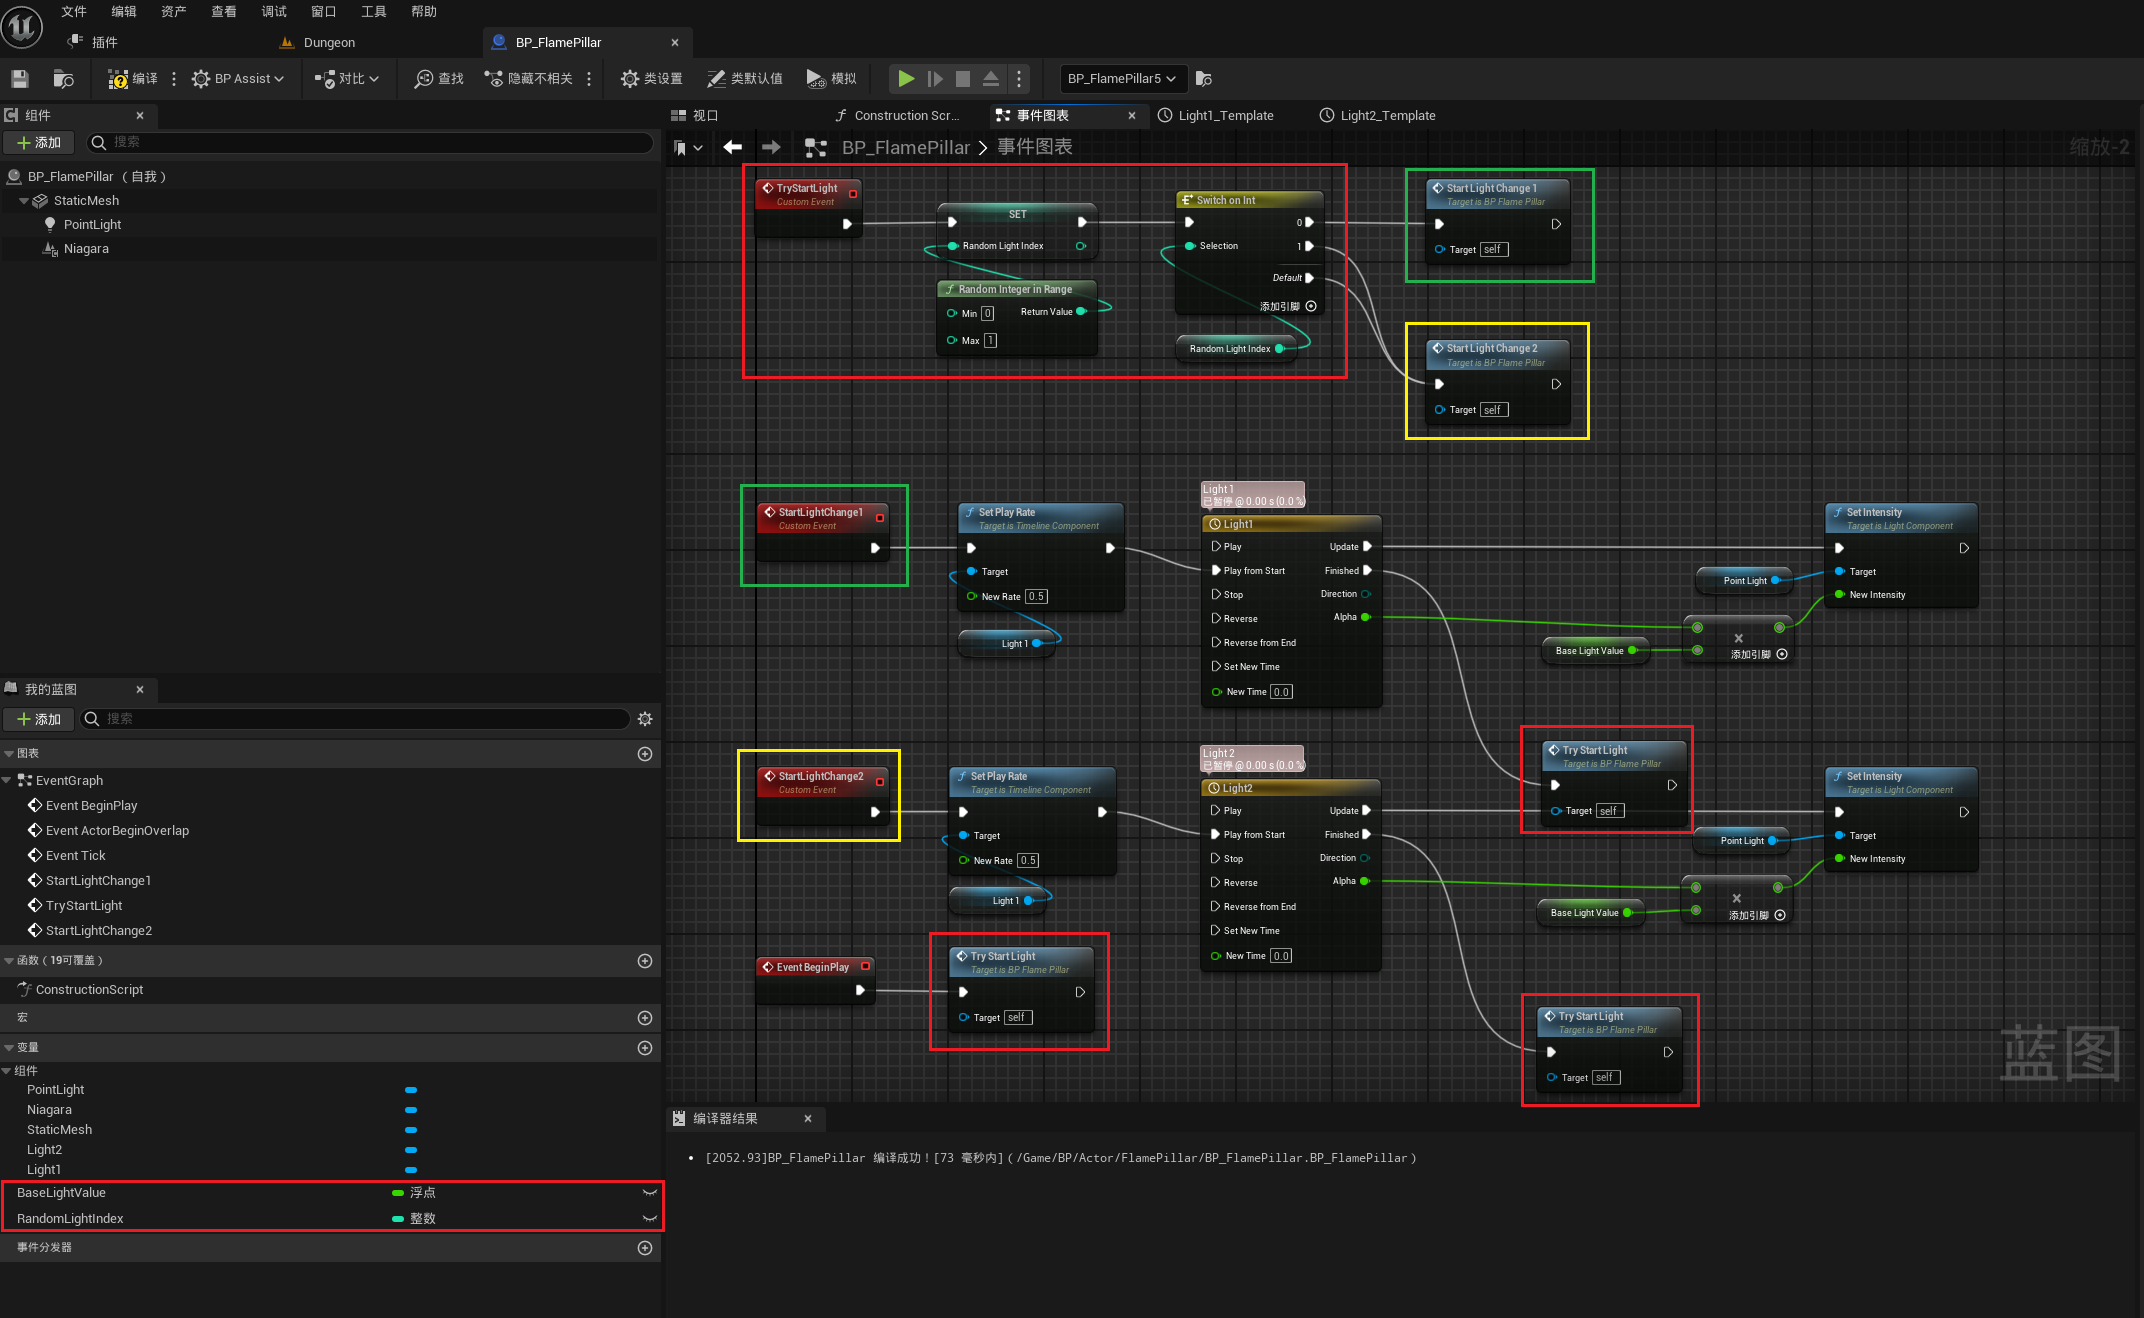 文件 编辑 资产 查看 调试 窗口 工具 帮助
插件 Dungeon BP_FlamePillar
编译 BP Assist 对比 查找 隐藏不相关 类设置 类默认值 模拟 BP_FlamePillar5
组件
添加 搜索
BP_FlamePillar （自我）
StaticMesh
PointLight
Niagara
我的蓝图
添加 搜索
图表
EventGraph
Event BeginPlay
Event ActorBeginOverlap
Event Tick
StartLightChange1
TryStartLight
StartLightChange2
函数（19可覆盖）
ConstructionScript
宏
变量
组件
PointLight
Niagara
StaticMesh
Light2
Light1
BaseLightValue 浮点
RandomLightIndex 整数
事件分发器
视口 Construction Scr... 事件图表 Light1_Template Light2_Template
BP_FlamePillar > 事件图表 缩放-2
TryStartLight
Custom Event
SET
Random Light Index
Random Integer in Range
Min 0 Return Value
Max 1
Switch on Int
0
Selection 1
Default
添加引脚
Random Light Index
Start Light Change 1
Target is BP Flame Pillar
Target self
Start Light Change 2
Target is BP Flame Pillar
Target self
StartLightChange1
Custom Event
Set Play Rate
Target is Timeline Component
Target
New Rate 0.5
Light 1
Light 1
已暂停 @ 0.00 s (0.0 %)
Light1
Play Update
Play from Start Finished
Stop Direction
Reverse Alpha
Reverse from End
Set New Time
New Time 0.0
Point Light
Base Light Value
添加引脚
Set Intensity
Target is Light Component
Target
New Intensity
StartLightChange2
Custom Event
Set Play Rate
Target is Timeline Component
Target
New Rate 0.5
Light 1
Light 2
已暂停 @ 0.00 s (0.0 %)
Light2
Play Update
Play from Start Finished
Stop Direction
Reverse Alpha
Reverse from End
Set New Time
New Time 0.0
Try Start Light
Target is BP Flame Pillar
Target self
Point Light
Base Light Value
添加引脚
Set Intensity
Target is Light Component
Target
New Intensity
Event BeginPlay
Try Start Light
Target is BP Flame Pillar
Target self
Try Start Light
Target is BP Flame Pillar
Target self
蓝图
编译器结果
[2052.93]BP_FlamePillar 编译成功！[73 毫秒内]（/Game/BP/Actor/FlamePillar/BP_FlamePillar.BP_FlamePillar）